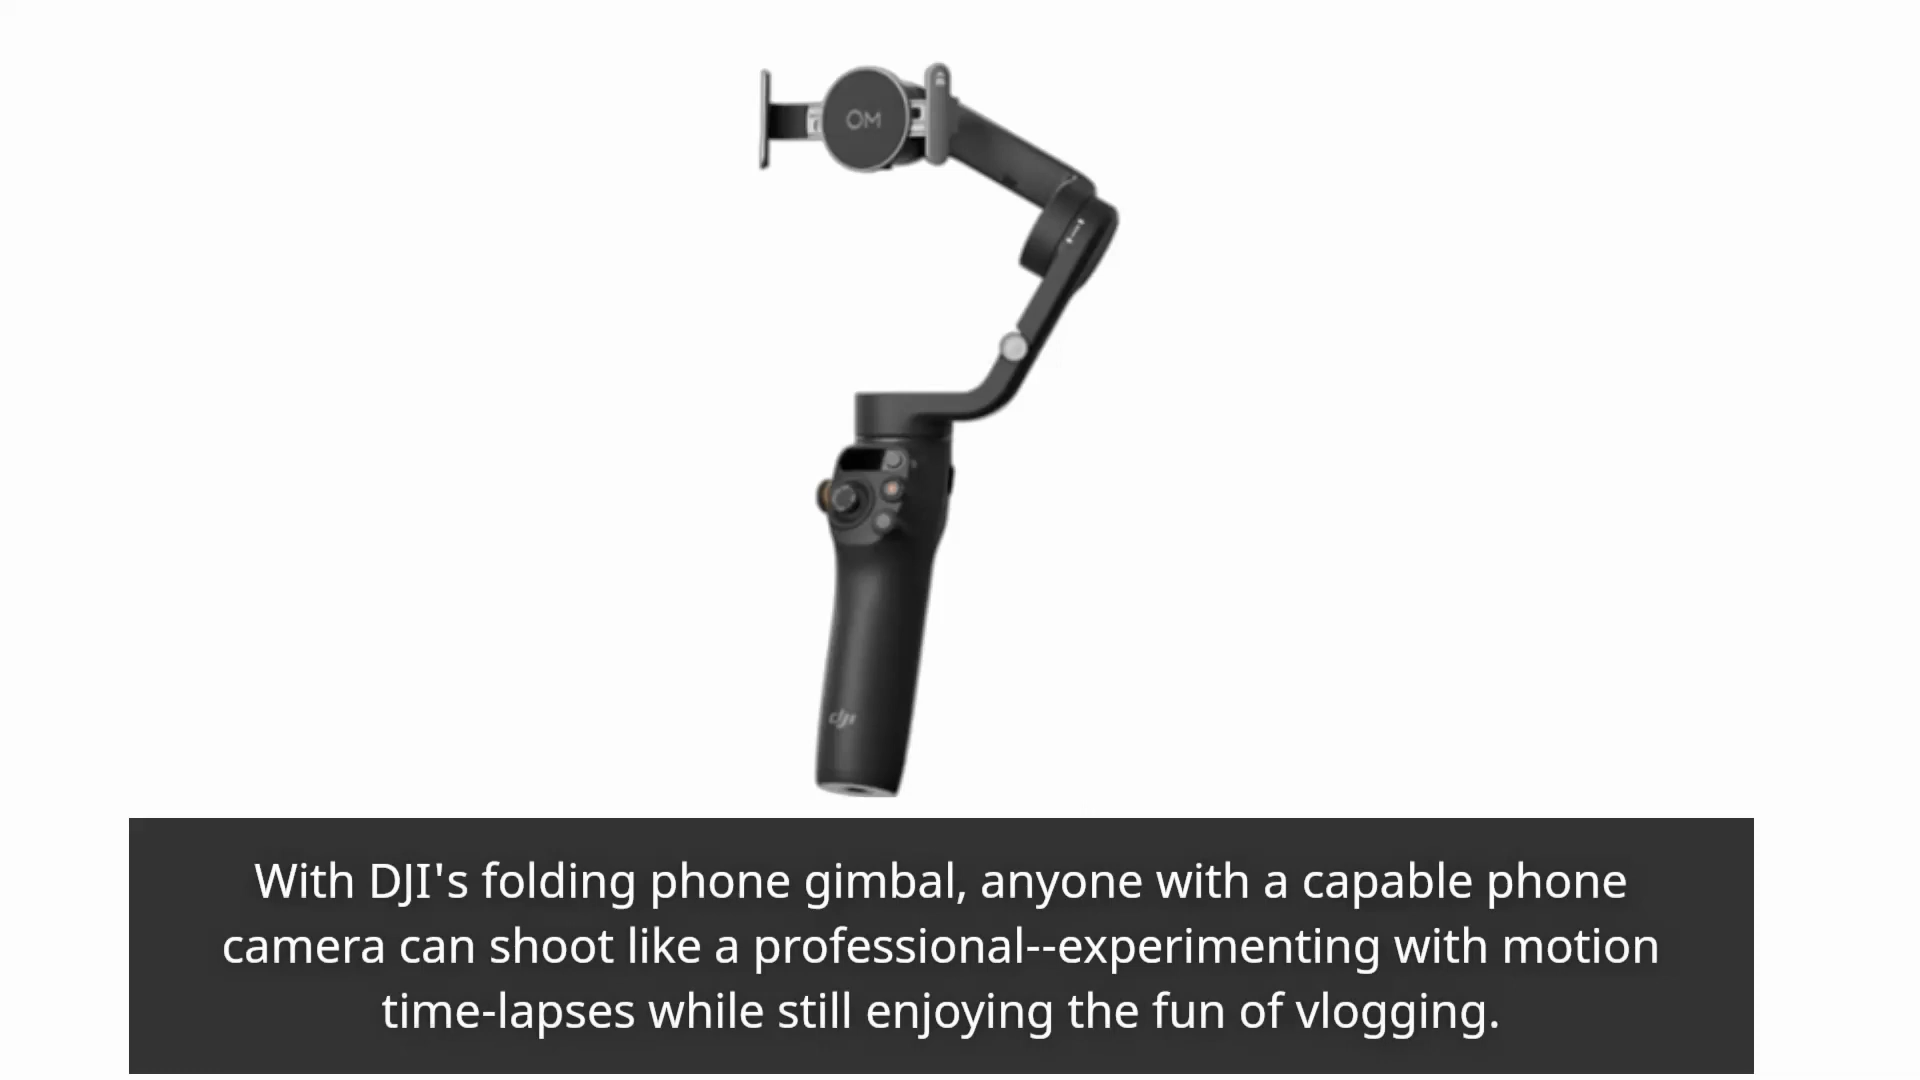 OM
dji
With DJI's folding phone gimbal, anyone with a capable phone
camera can shoot like a professional--experimenting with motion
time-lapses while still enjoying the fun of vlogging.